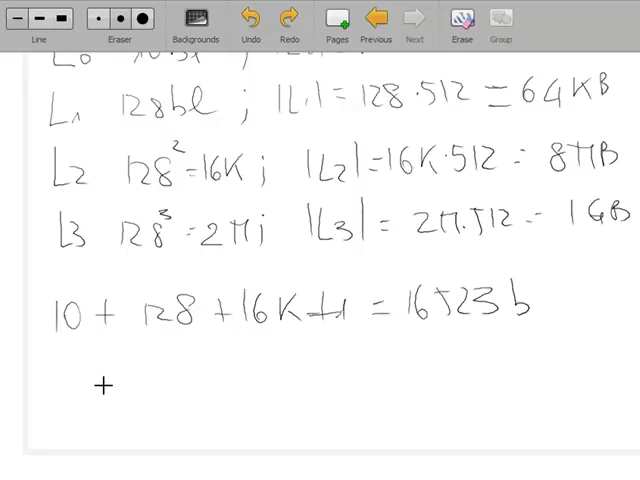 Line Eraser Backgrounds Undo Redo Pages Previous Next Erase Group
L1 128bl ; |L1| = 128·512 = 64KB
L2 128² = 16K ; |L2| = 16K·512 = 8MB
L3 128³ = 2M ; |L3| = 2M·512 = 1GB
10 + 128 + 16K + 1 = 16523 b